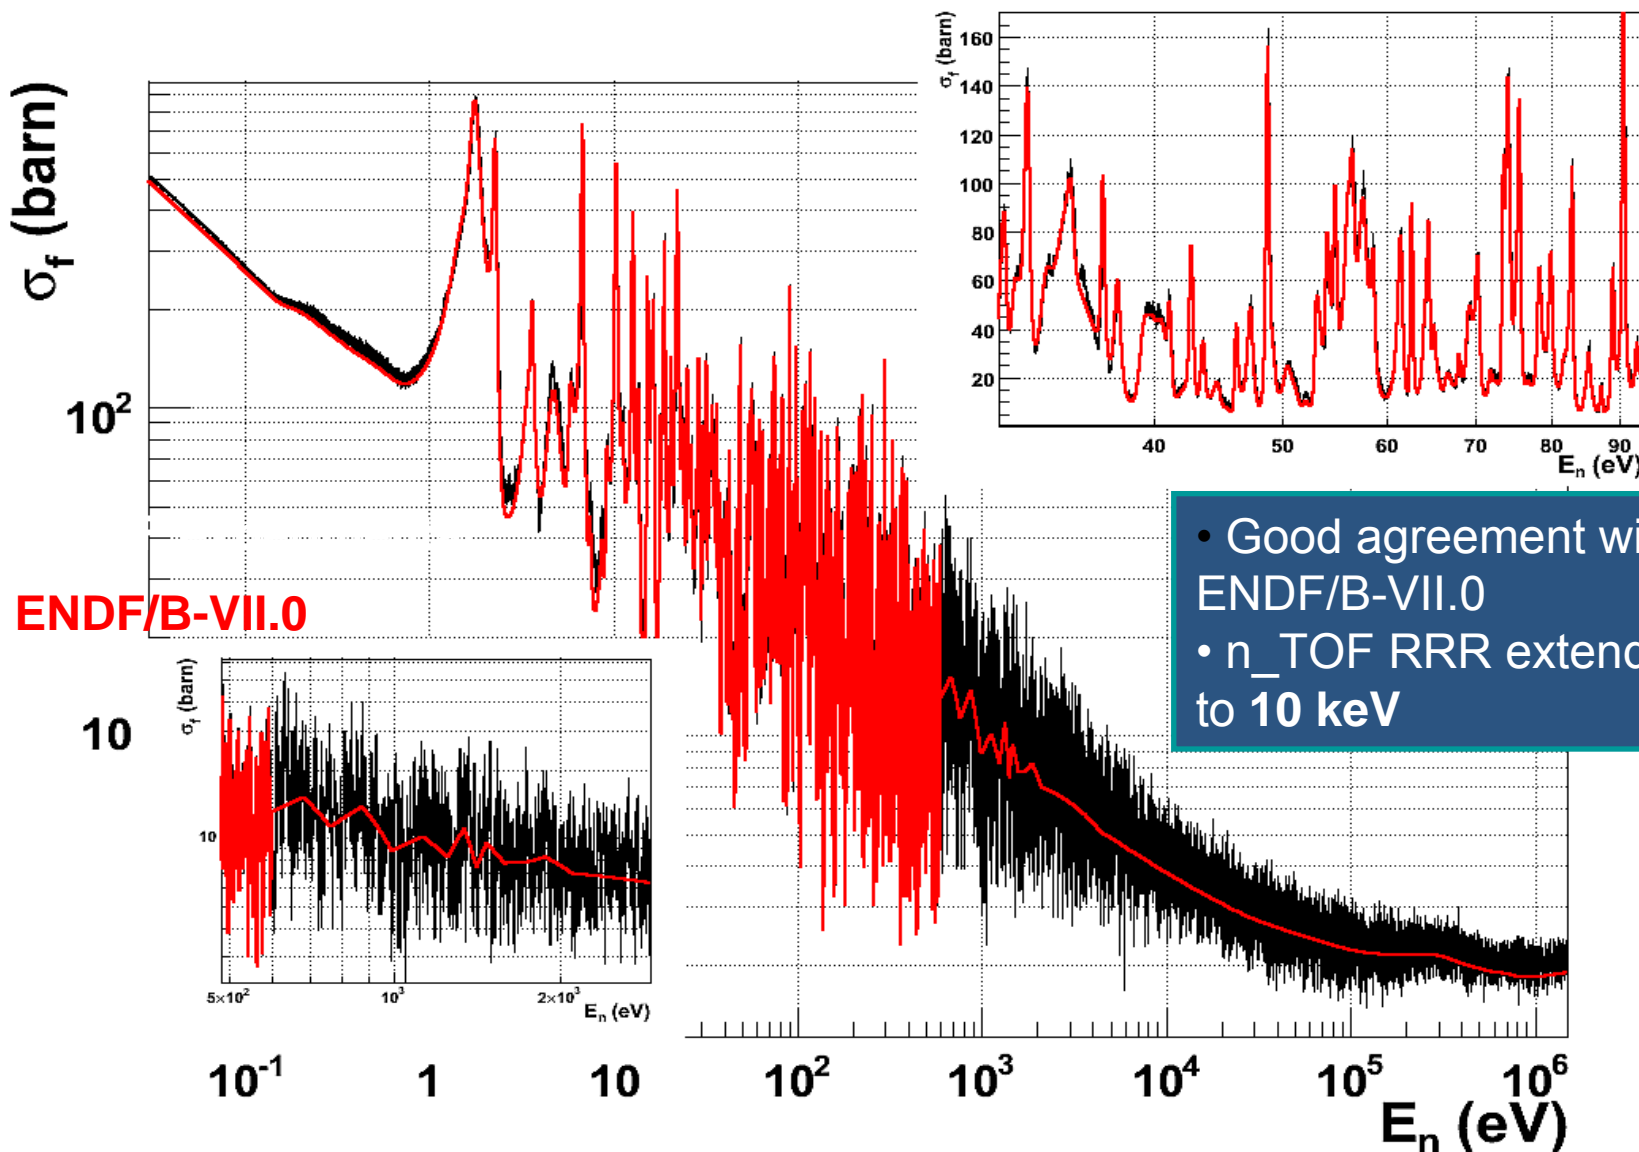 σf (barn)
10²
10
ENDF/B-VII.0
10⁻¹ 1 10 10² 10³ 10⁴ 10⁵ 10⁶
En (eV)
σf (barn)
160
140
120
100
80
60
40
20
40 50 60 70 80 90
En (eV)
• Good agreement wi
ENDF/B-VII.0
• n_TOF RRR extend
to 10 keV
σf (barn)
10
5×10² 10³ 2×10³
En (eV)